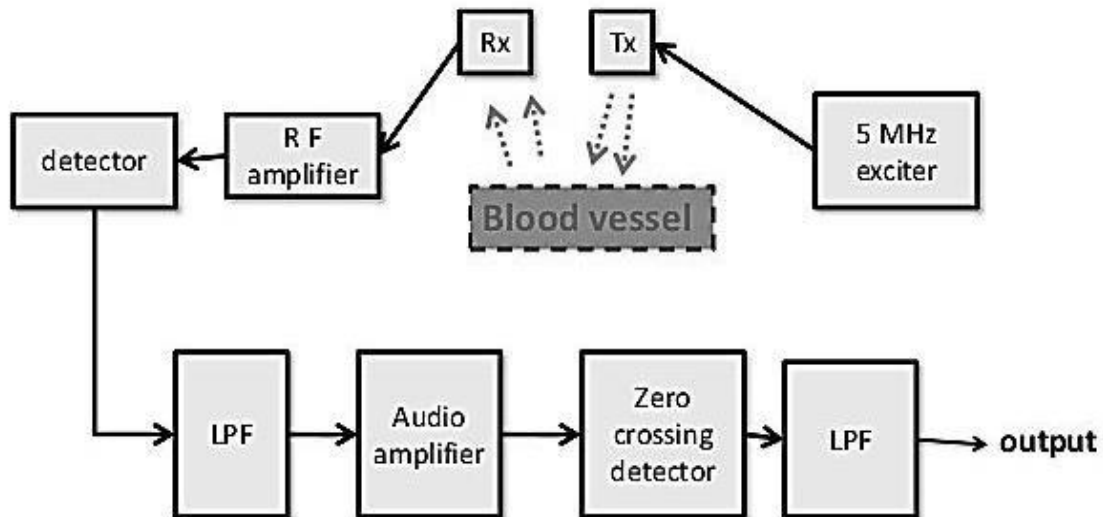 Rx
Tx
5 MHz
exciter
R F
amplifier
detector
Blood vessel
LPF
Audio
amplifier
Zero
crossing
detector
LPF
output